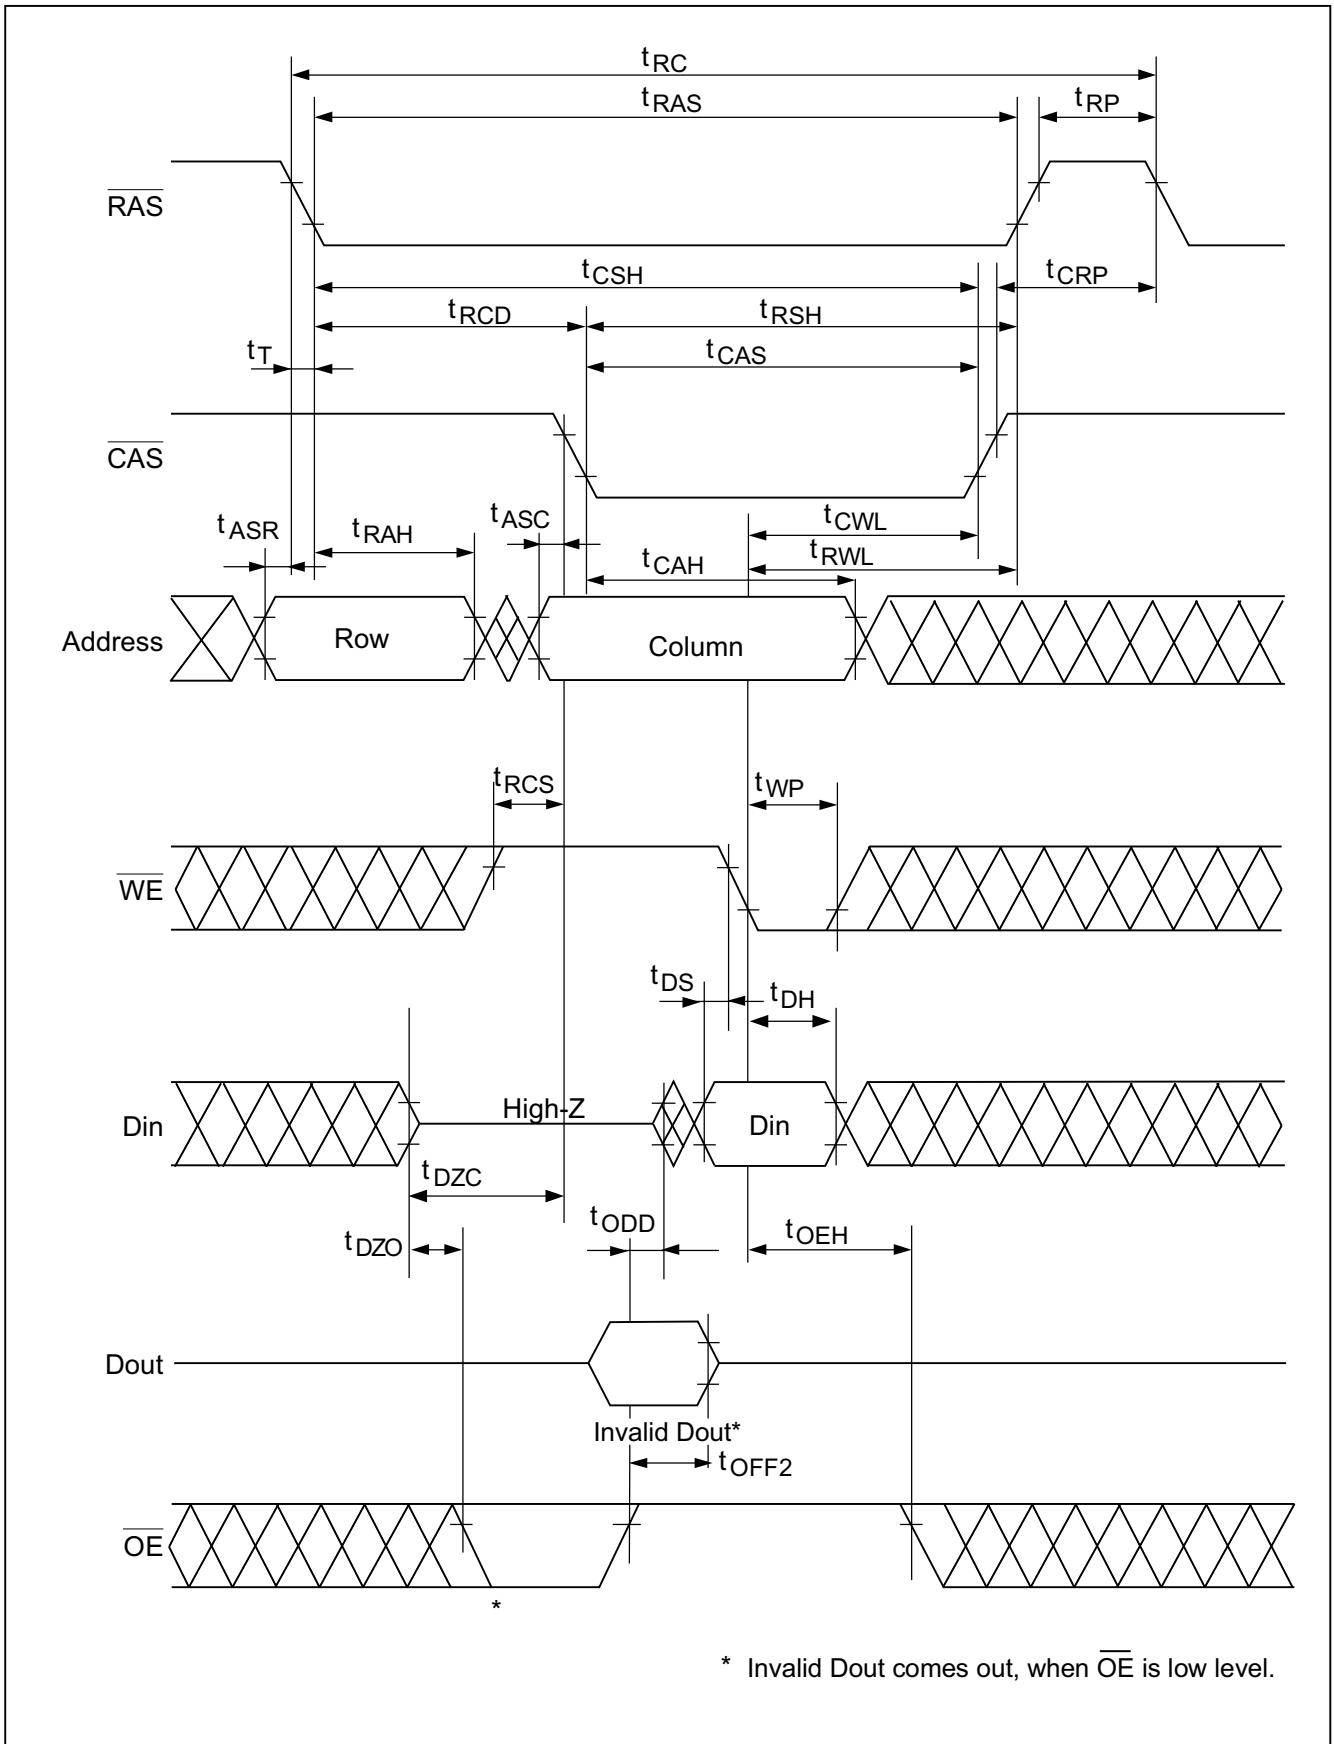 tRC
tRAS
tRP
RAS
tCSH
tCRP
tRCD
tRSH
tT
tCAS
CAS
tASR
tRAH
tASC
tCWL
tCAH
tRWL
Address
Row
Column
tRCS
tWP
WE
tDS
tDH
Din
High-Z
Din
tDZC
tODD
tDZO
tOEH
Dout
Invalid Dout*
tOFF2
OE
*
* Invalid Dout comes out, when OE is low level.